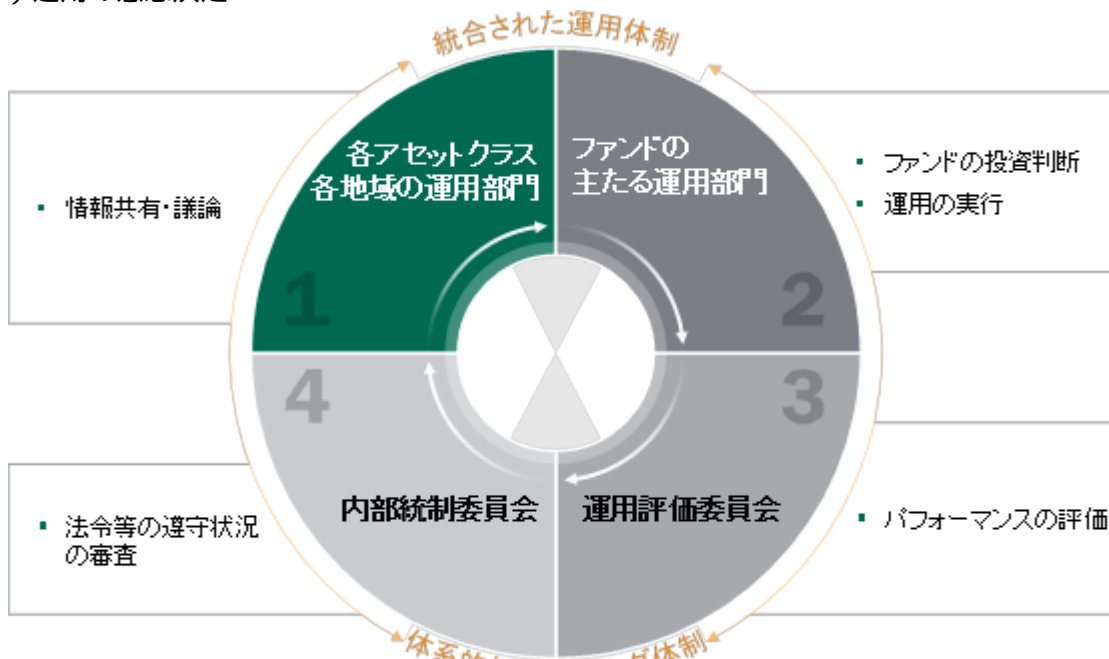 統合された運用体制
各アセットクラス
各地域の運用部門
ファンドの
主たる運用部門
▪ 情報共有・議論
▪ ファンドの投資判断
▪ 運用の実行
1
2
4
3
内部統制委員会
運用評価委員会
▪ 法令等の遵守状況
の審査
▪ パフォーマンスの評価
体制